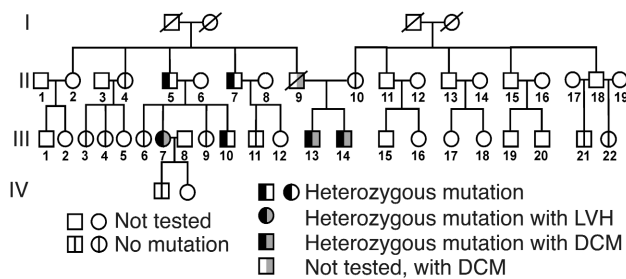 I
II
1 2 3 4 5 6 7 8 9 10 11 12 13 14 15 16 17 18 19
III
1 2 3 4 5 6 7 8 9 10 11 12 13 14 15 16 17 18 19 20 21 22
IV
Heterozygous mutation
Not tested
Heterozygous mutation with LVH
No mutation
Heterozygous mutation with DCM
Not tested, with DCM